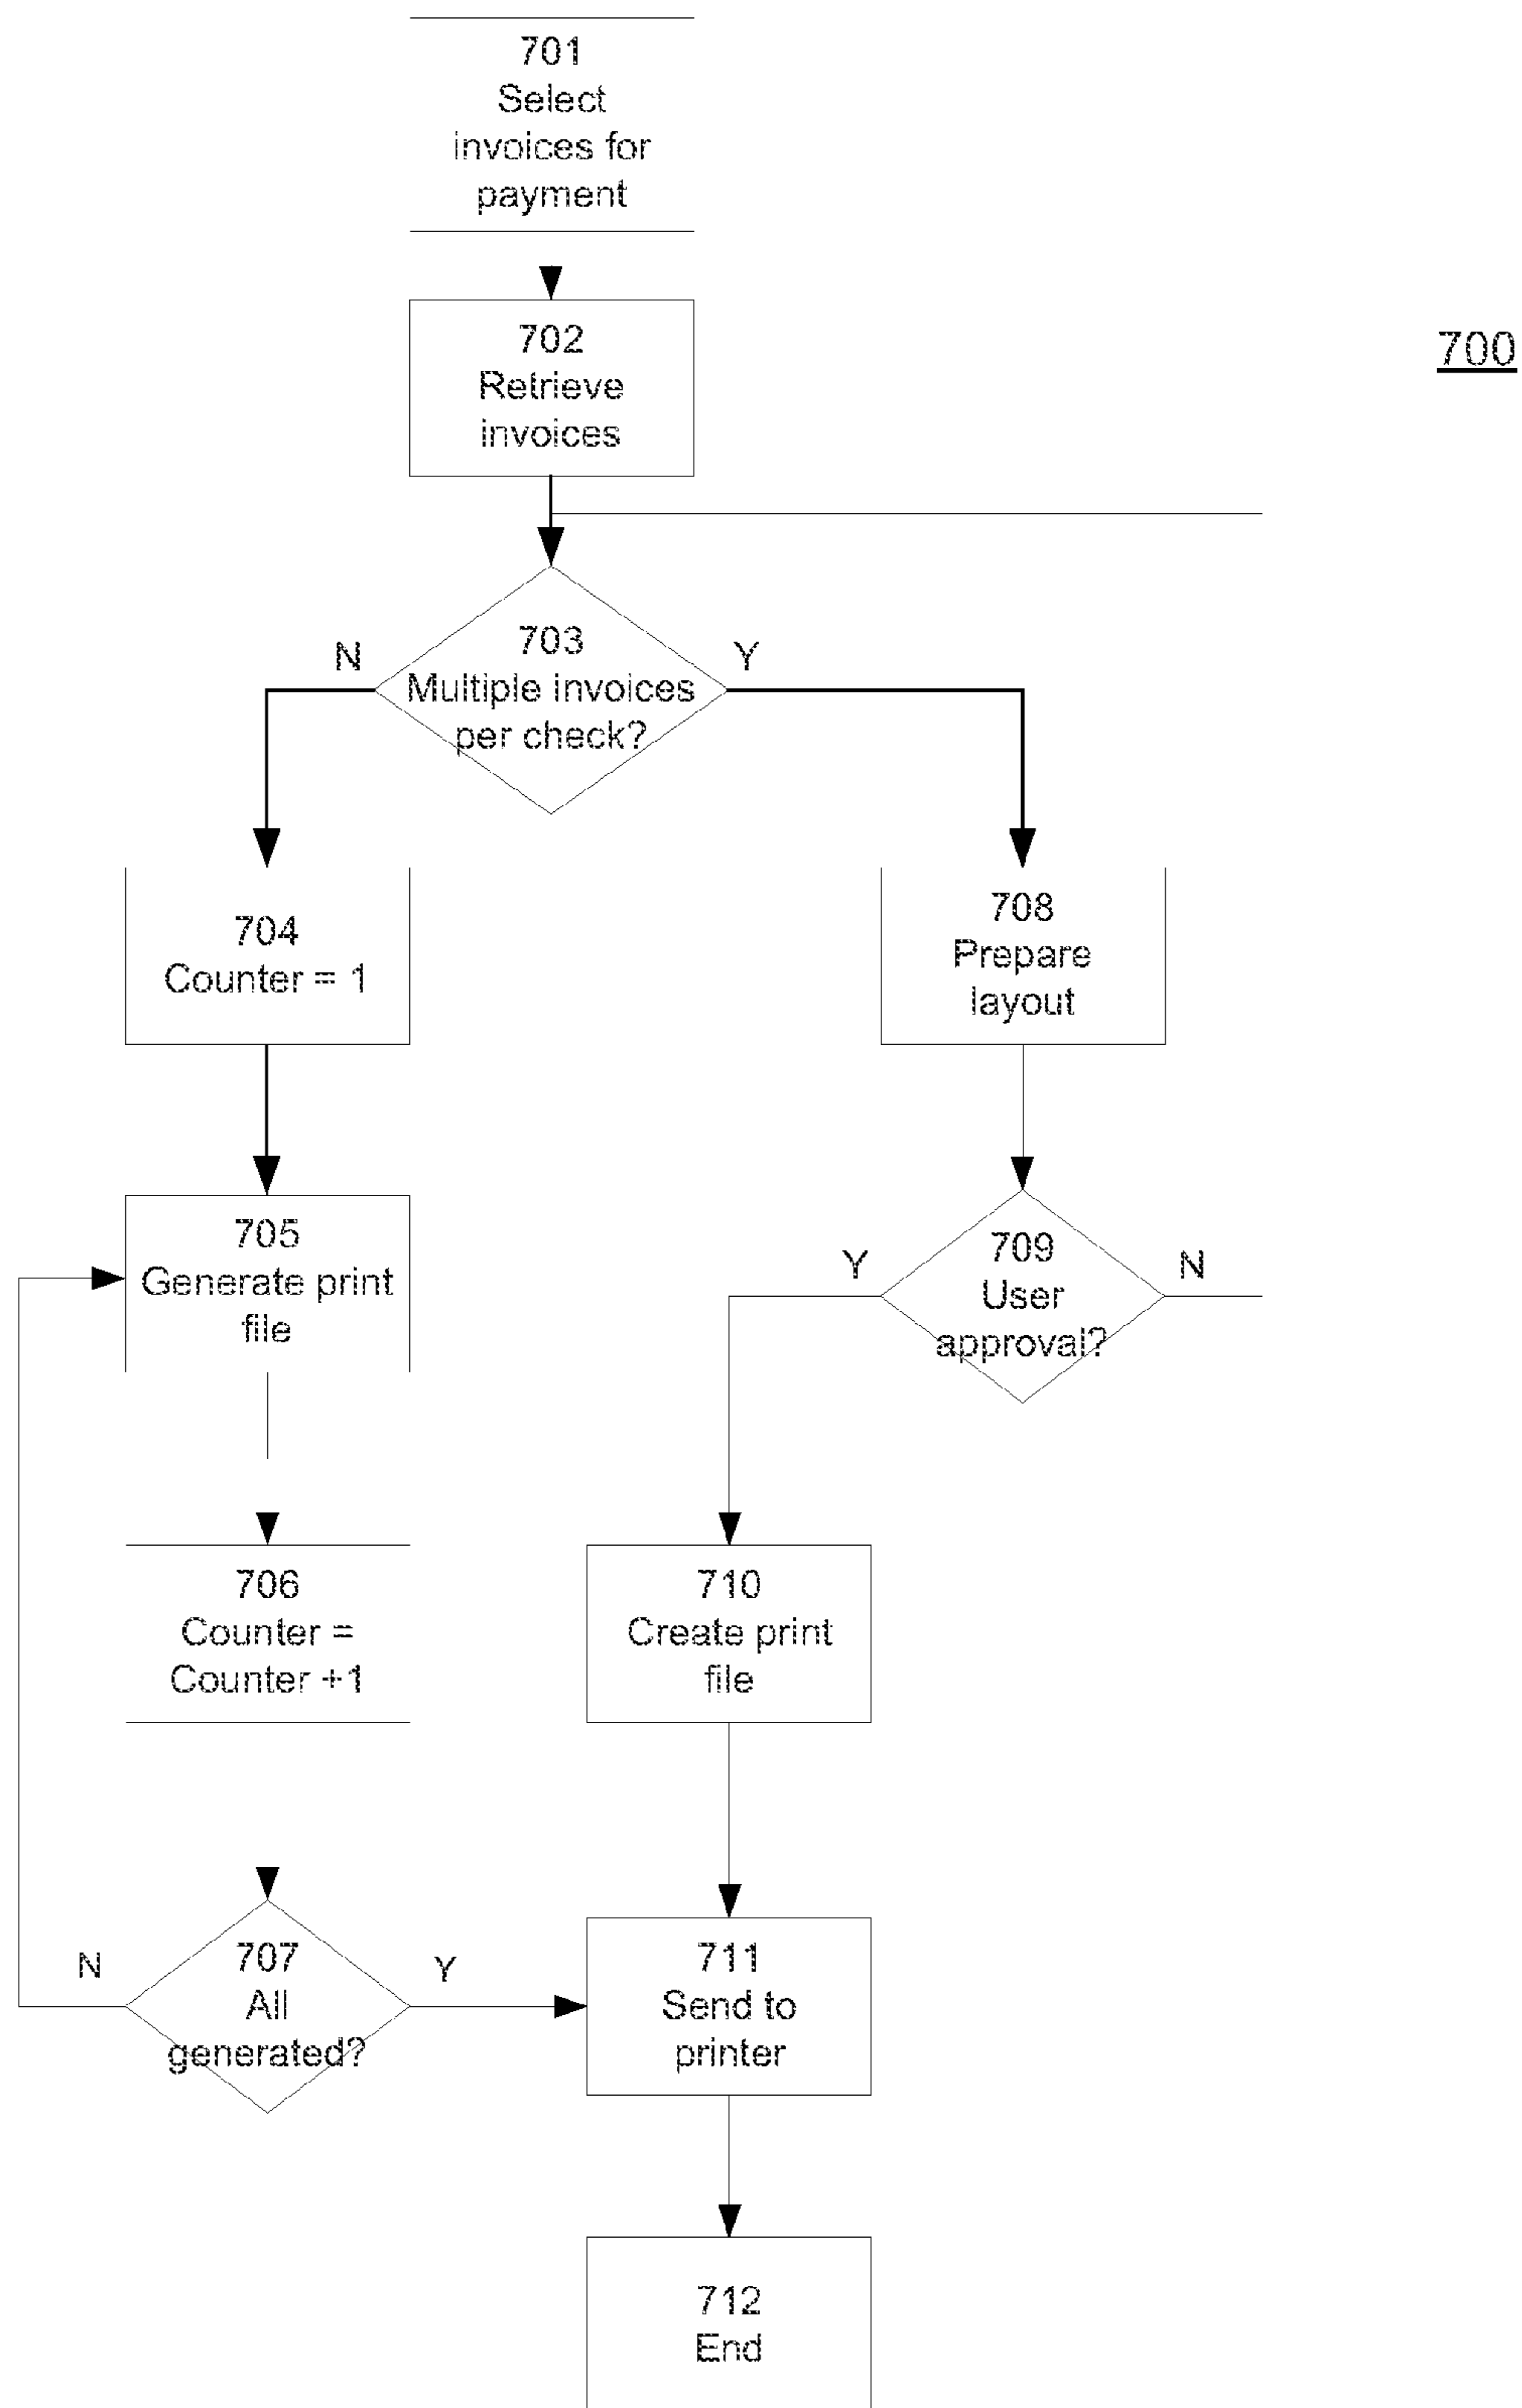 701
Select
invoices for
payment
702
Retrieve
invoices
700
703
Multiple invoices
per check?
N
Y
704
Counter = 1
708
Prepare
layout
705
Generate print
file
709
User
approval?
Y
N
706
Counter =
Counter +1
710
Create print
file
707
All
generated?
N
Y
711
Send to
printer
712
End